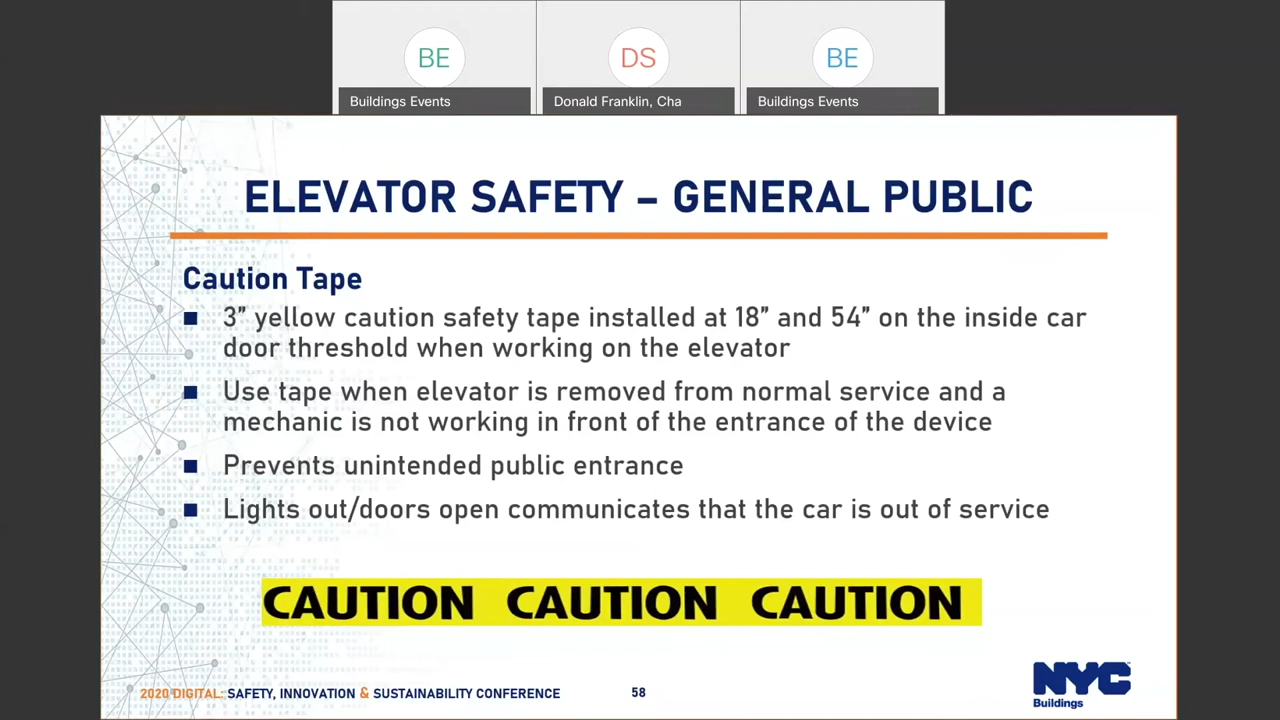 BE
DS
BE
Buildings Events
Donald Franklin, Cha
Buildings Events
ELEVATOR SAFETY – GENERAL PUBLIC
Caution Tape
■ 3” yellow caution safety tape installed at 18” and 54” on the inside car
door threshold when working on the elevator
■ Use tape when elevator is removed from normal service and a
mechanic is not working in front of the entrance of the device
■ Prevents unintended public entrance
■ Lights out/doors open communicates that the car is out of service
CAUTION CAUTION CAUTION
2020 DIGITAL: SAFETY, INNOVATION & SUSTAINABILITY CONFERENCE
58
NYC
Buildings